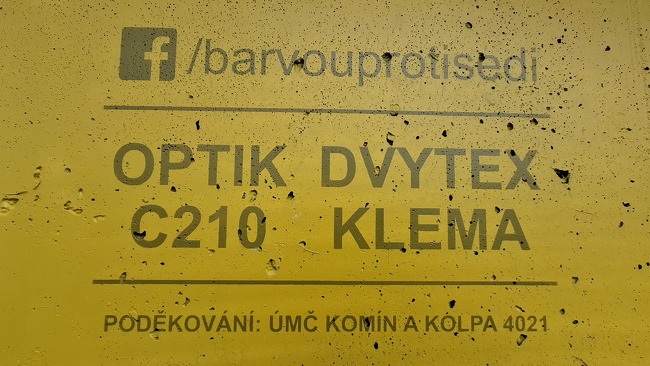 f/barvouprotisedi
OPTIK DVYTEX
C210 KLEMA
PODĚKOVÁNÍ: ÚMČ KOMÍN A KOLPA 4021